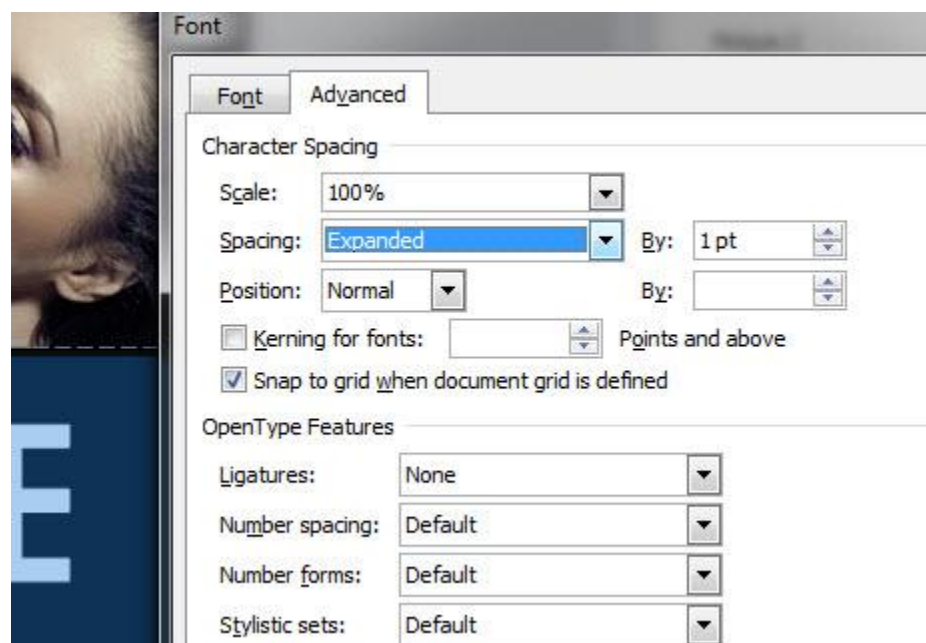 Font
Font Advanced
Character Spacing
Scale: 100%
Spacing: Expanded By: 1 pt
Position: Normal By:
Kerning for fonts: Points and above
Snap to grid when document grid is defined
OpenType Features
Ligatures: None
Number spacing: Default
Number forms: Default
Stylistic sets: Default
E